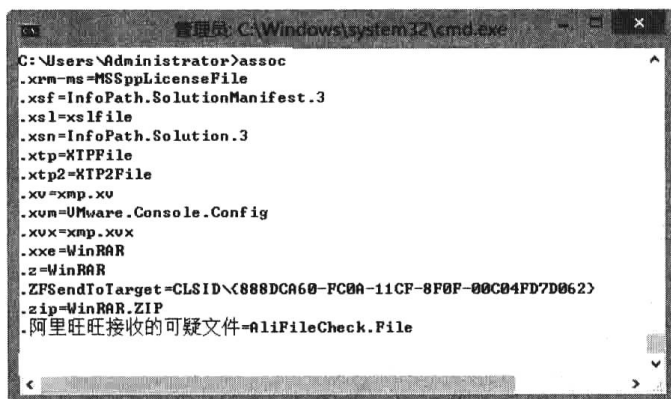 管理员: C:\Windows\system32\cmd.exe
C:\Users\Administrator>assoc
.xrm-ms=MSSppLicenseFile
.xsf=InfoPath.SolutionManifest.3
.xsl=xslfile
.xsn=InfoPath.Solution.3
.xtp=XTPFile
.xtp2=XTP2File
.xv=xmp.xv
.xvm=VMware.Console.Config
.xvx=xmp.xvx
.xxe=WinRAR
.z=WinRAR
.ZFSendToTarget=CLSID\{888DCA60-FC0A-11CF-8F0F-00C04FD7D062}
.zip=WinRAR.ZIP
.阿里旺旺接收的可疑文件=AliFileCheck.File